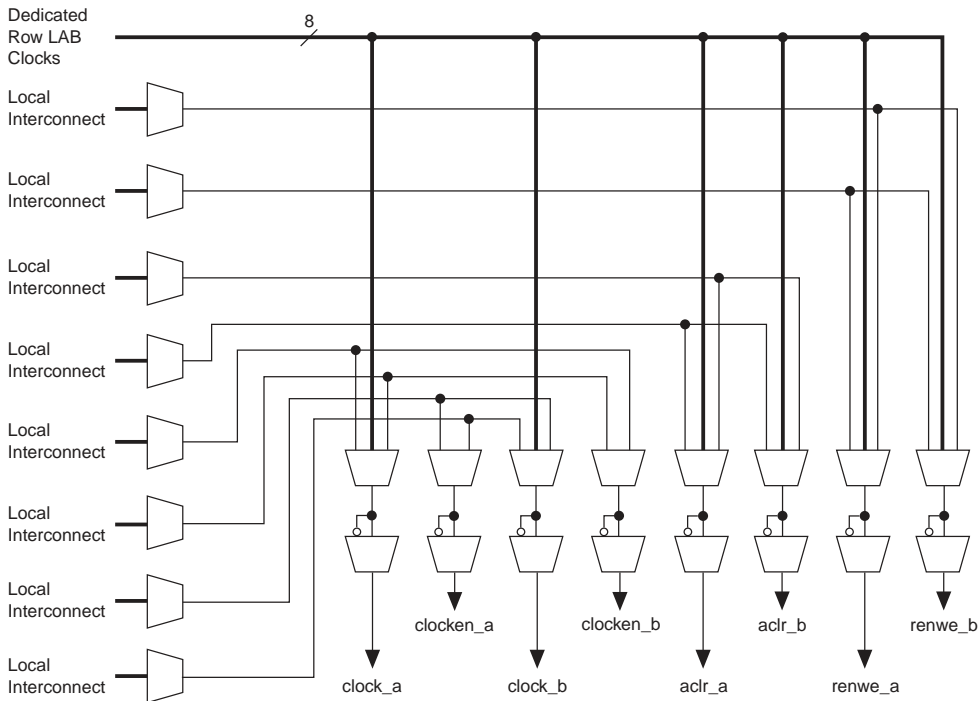 Dedicated
Row LAB
Clocks
8
Local
Interconnect
Local
Interconnect
Local
Interconnect
Local
Interconnect
Local
Interconnect
Local
Interconnect
Local
Interconnect
Local
Interconnect
clocken_a
clocken_b
aclr_b
renwe_b
clock_a
clock_b
aclr_a
renwe_a